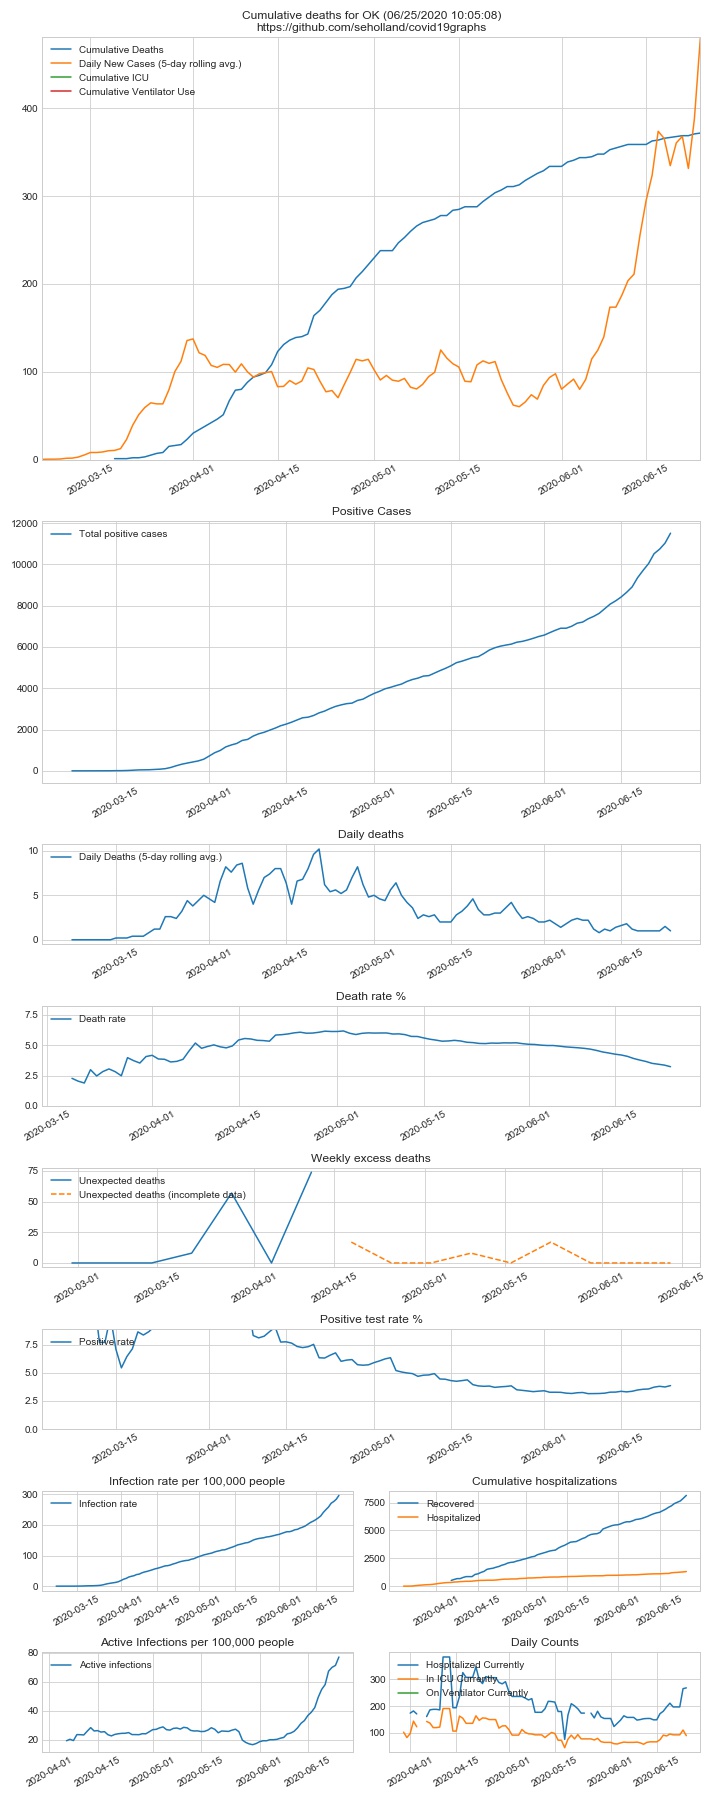 Cumulative deaths for OK (06/25/2020 10:05:08)
https://github.com/seholland/covid19graphs
Cumulative Deaths
Daily New Cases (5-day rolling avg.)
Cumulative ICU
Cumulative Ventilator Use
400
300
200
100
0
2020-03-15 2020-04-01 2020-04-15 2020-05-01 2020-05-15 2020-06-01 2020-06-15
Positive Cases
Total positive cases
12000
10000
8000
6000
4000
2000
0
2020-03-15 2020-04-01 2020-04-15 2020-05-01 2020-05-15 2020-06-01 2020-06-15
Daily deaths
Daily Deaths (5-day rolling avg.)
10
5
0
2020-03-15 2020-04-01 2020-04-15 2020-05-01 2020-05-15 2020-06-01 2020-06-15
Death rate %
Death rate
7.5
5.0
2.5
0.0
2020-03-15 2020-04-01 2020-04-15 2020-05-01 2020-05-15 2020-06-01 2020-06-15
Weekly excess deaths
Unexpected deaths
Unexpected deaths (incomplete data)
75
50
25
0
2020-03-01 2020-03-15 2020-04-01 2020-04-15 2020-05-01 2020-05-15 2020-06-01 2020-06-15
Positive test rate %
Positive rate
7.5
5.0
2.5
0.0
2020-03-15 2020-04-01 2020-04-15 2020-05-01 2020-05-15 2020-06-01 2020-06-15
Infection rate per 100,000 people
Infection rate
300
200
100
0
2020-03-15 2020-04-01 2020-04-15 2020-05-01 2020-05-15 2020-06-01 2020-06-15
Cumulative hospitalizations
Recovered
Hospitalized
7500
5000
2500
0
2020-04-01 2020-04-15 2020-05-01 2020-05-15 2020-06-01 2020-06-15
Active Infections per 100,000 people
Active infections
80
60
40
20
2020-04-01 2020-04-15 2020-05-01 2020-05-15 2020-06-01 2020-06-15
Daily Counts
Hospitalized Currently
In ICU Currently
On Ventilator Currently
300
200
100
2020-04-01 2020-04-15 2020-05-01 2020-05-15 2020-06-01 2020-06-15